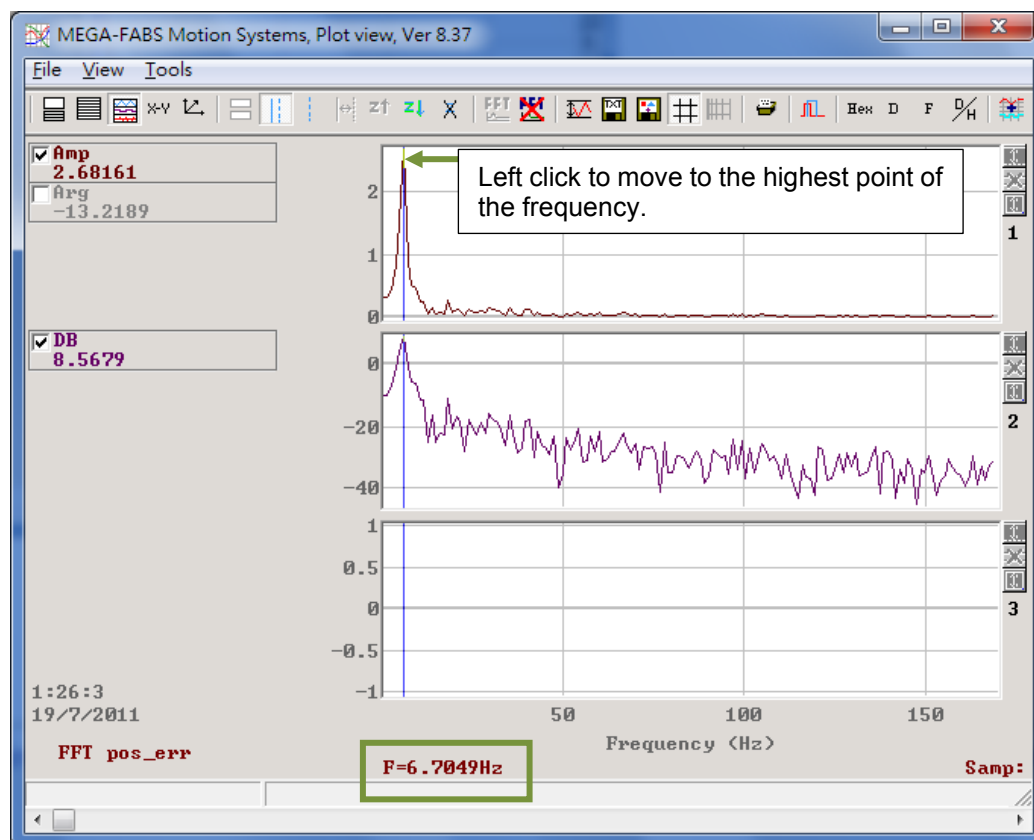 MEGA-FABS Motion Systems, Plot view, Ver 8.37
File View Tools
X-Y Z↑ Z↓ X FFT FFT TXT Hex D F D/H
Amp
2.68161
Arg
-13.2189
2
1
0
Left click to move to the highest point of
the frequency.
1
DB
8.5679
0
-20
-40
2
1
0.5
0
-0.5
-1
3
1:26:3
19/7/2011
50 100 150
Frequency (Hz)
FFT pos_err
F=6.7049Hz
Samp: